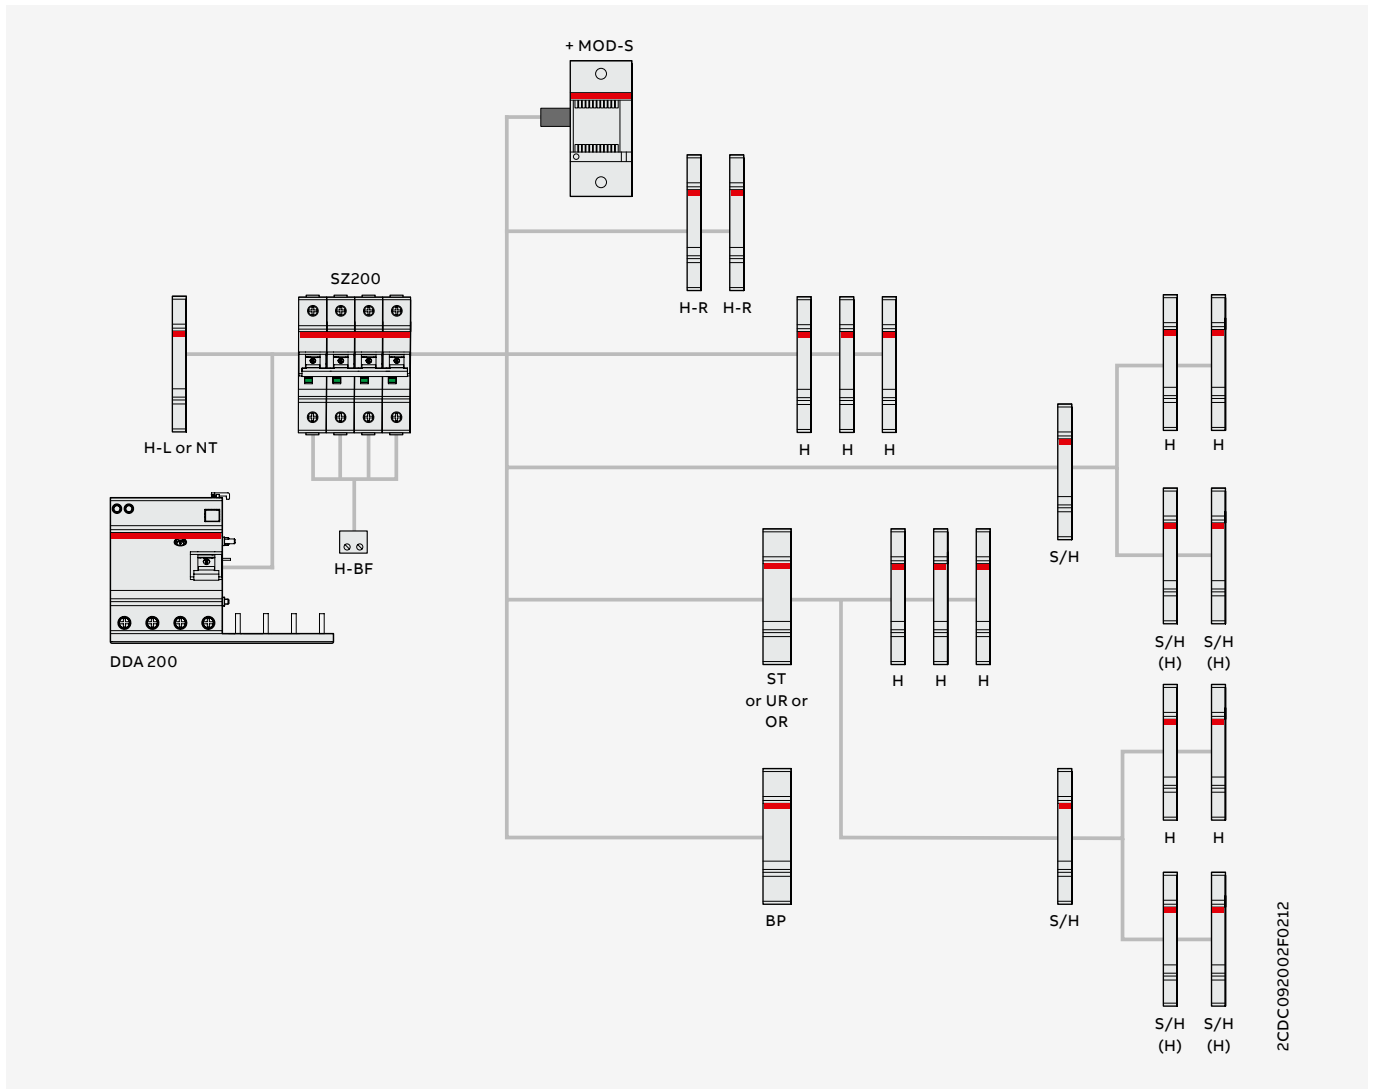 + MOD-S
SZ200
H-R H-R
H-L or NT
H H H
H H
H-BF
S/H
S/H S/H
(H) (H)
DDA 200
ST
or UR or
OR
H H H
H H
BP
S/H
S/H S/H
(H) (H)
2CDC092002F0212